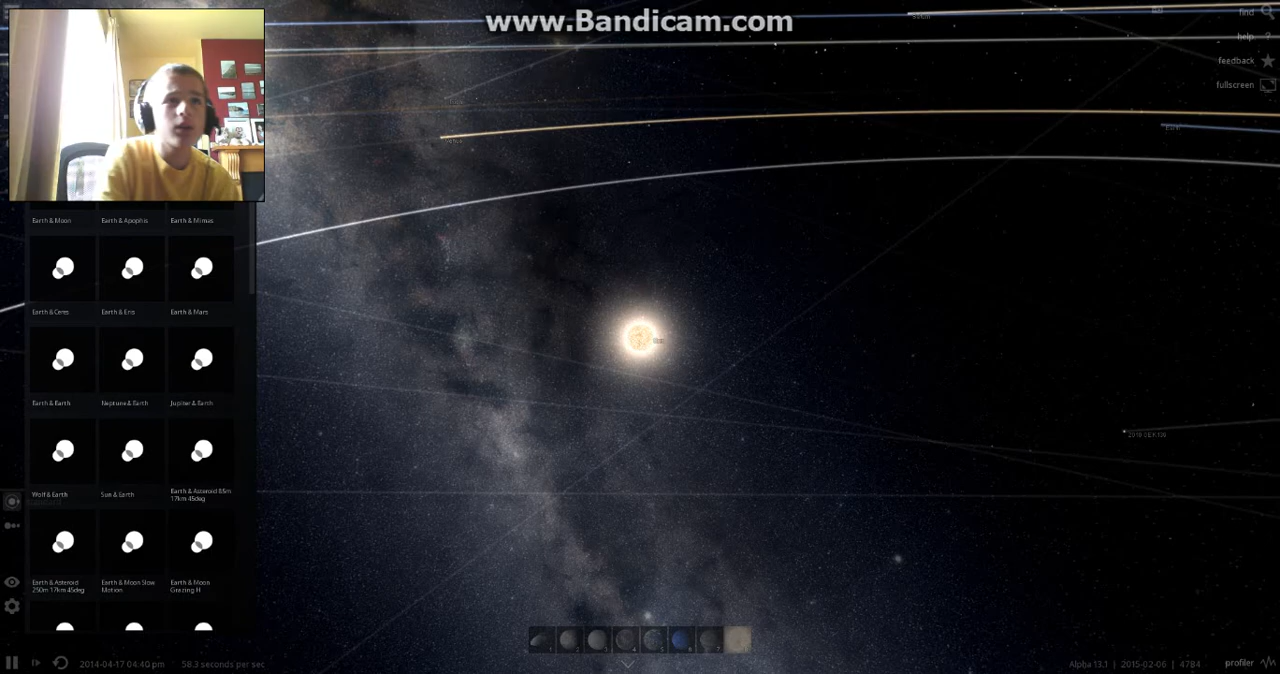 www.Bandicam.com
find
help ?
feedback
fullscreen
Venus
Earth
Earth & Moon
Earth & Apophis
Earth & Mimas
Earth & Ceres
Earth & Eris
Earth & Mars
Earth & Earth
Neptune & Earth
Jupiter & Earth
Wolf & Earth
Sun & Earth
Earth & Asteroid 85m
17km 45deg
Earth & Asteroid
250m 17km 45deg
Earth & Moon Slow
Motion
Earth & Moon
Grazing H
Sun
2014-04-17 04:40 pm
58.3 seconds per sec
Alpha 13.1 | 2015-02-06 | 4784
profiler